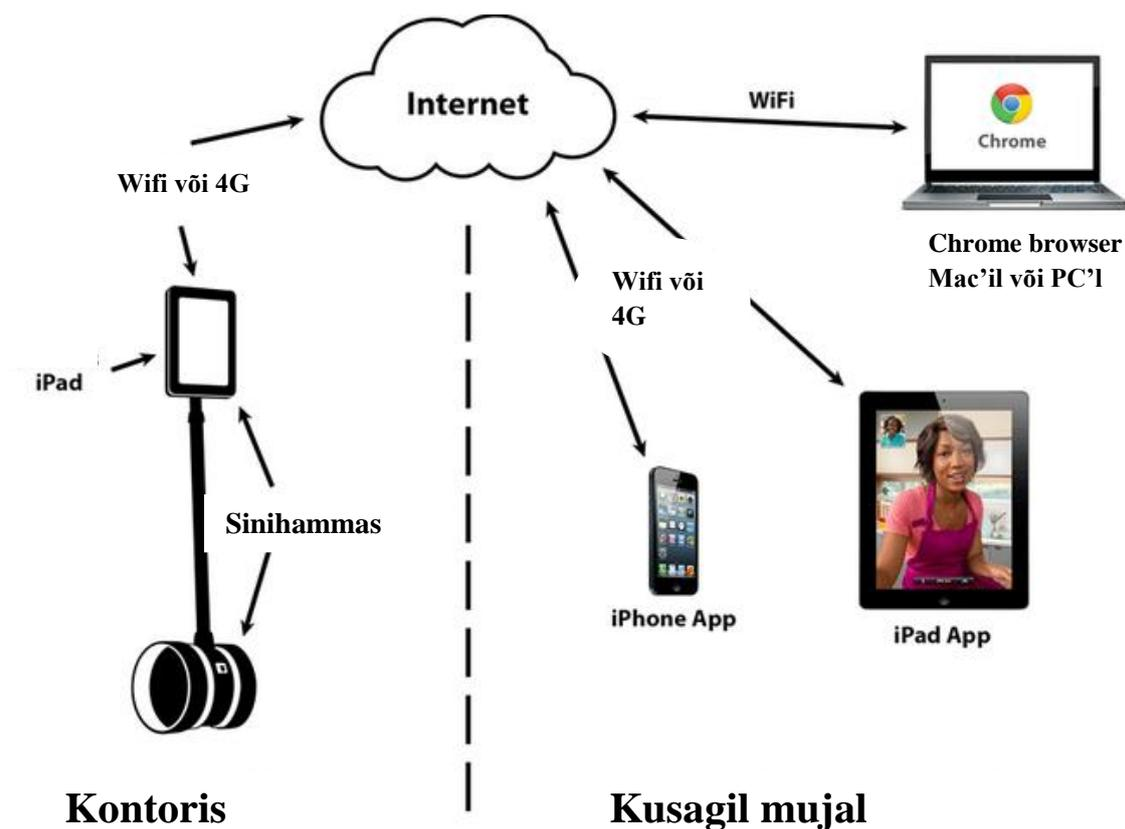 Internet
WiFi
Chrome
Wifi või 4G
Chrome browser
Mac’il või PC’l
Wifi või
4G
iPad
Sinihammas
iPhone App
iPad App
Kontoris
Kusagil mujal